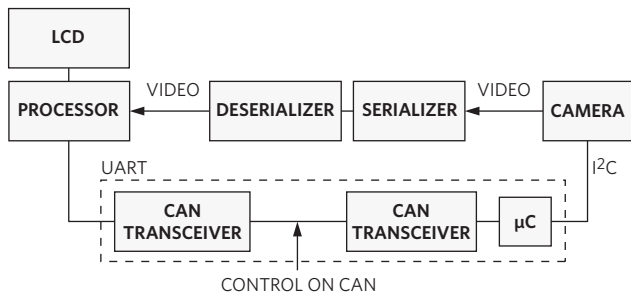 LCD
PROCESSOR
VIDEO
DESERIALIZER
SERIALIZER
VIDEO
CAMERA
UART
I²C
CAN
TRANSCEIVER
CAN
TRANSCEIVER
µC
CONTROL ON CAN